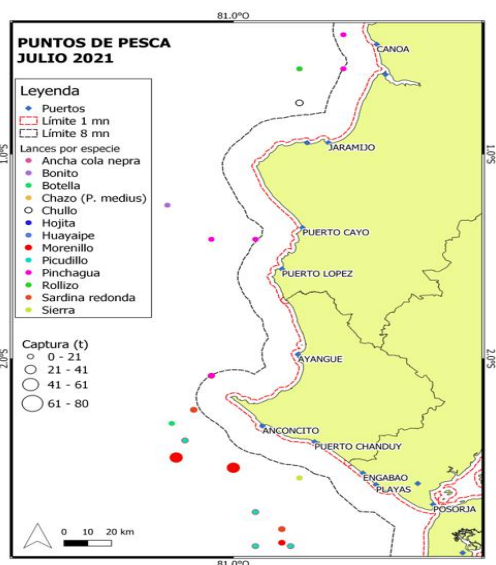 81.0°O
PUNTOS DE PESCA
JULIO 2021
Leyenda
Puertos
Límite 1 mn
Límite 8 mn
Lances por especie
Ancha cola nepra
Bonito
Botella
Chazo (P. medius)
Chullo
Hojita
Huayaipe
Morenillo
Picudillo
Pinchagua
Rollizo
Sardina redonda
Sierra
Captura (t)
0 - 21
21 - 41
41 - 61
61 - 80
0 10 20 km
CANOA
JARAMIJO
PUERTO CAYO
PUERTO LOPEZ
AYANGUE
ANCONCITO
PUERTO CHANDUY
ENGABAO
PLAYAS
POSORJA
1.0°S
1.0°S
2.0°S
2.0°S
81.0°O